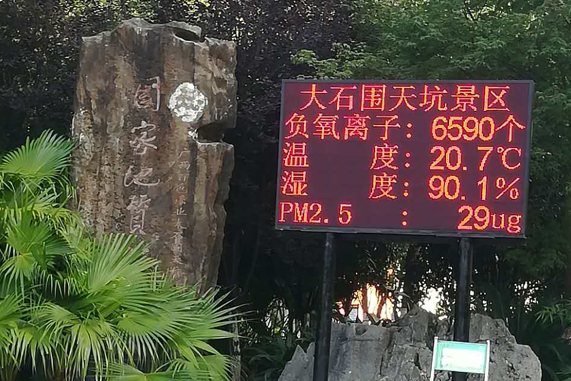 国家地质
大石围天坑景区
负氧离子：6590个
温度：20.7℃
湿度：90.1%
PM2.5：29ug